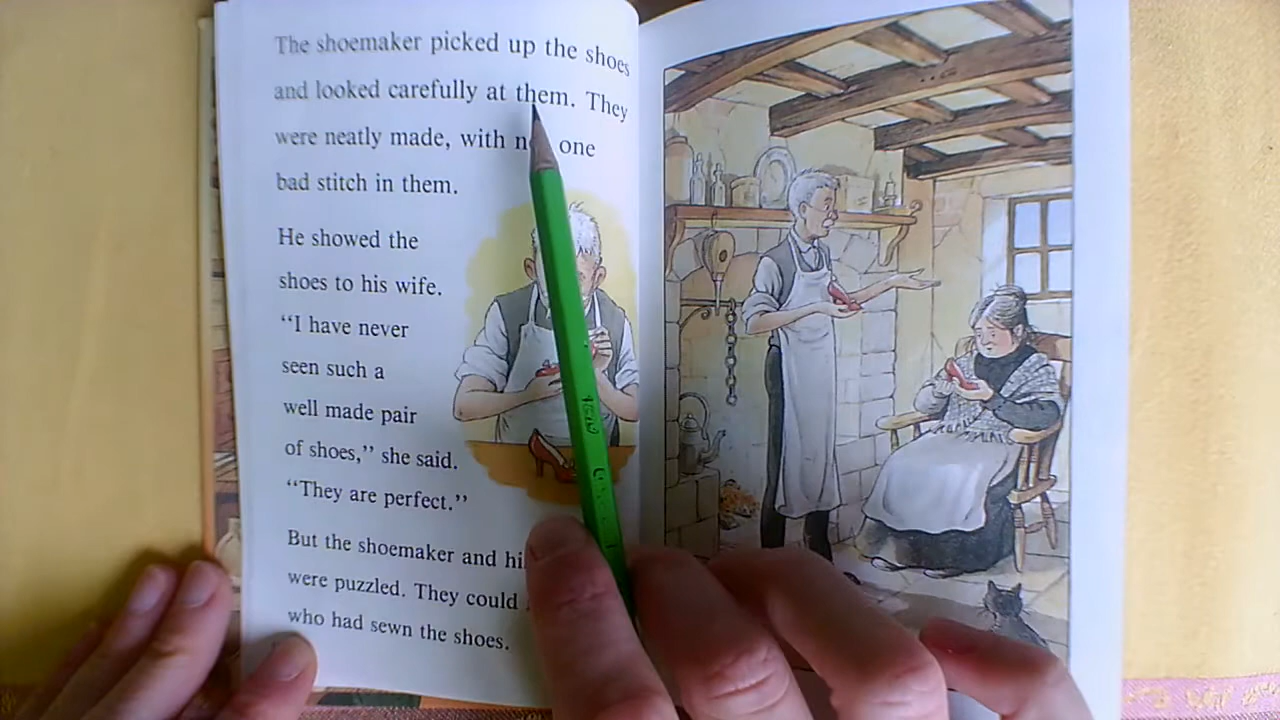 The shoemaker picked up the shoes
and looked carefully at them. They
were neatly made, with one
bad stitch in them.
He showed the
shoes to his wife.
“I have never
seen such a
well made pair
of shoes,” she said.
“They are perfect.”
But the shoemaker and
were puzzled. They could
who had sewn the shoes.